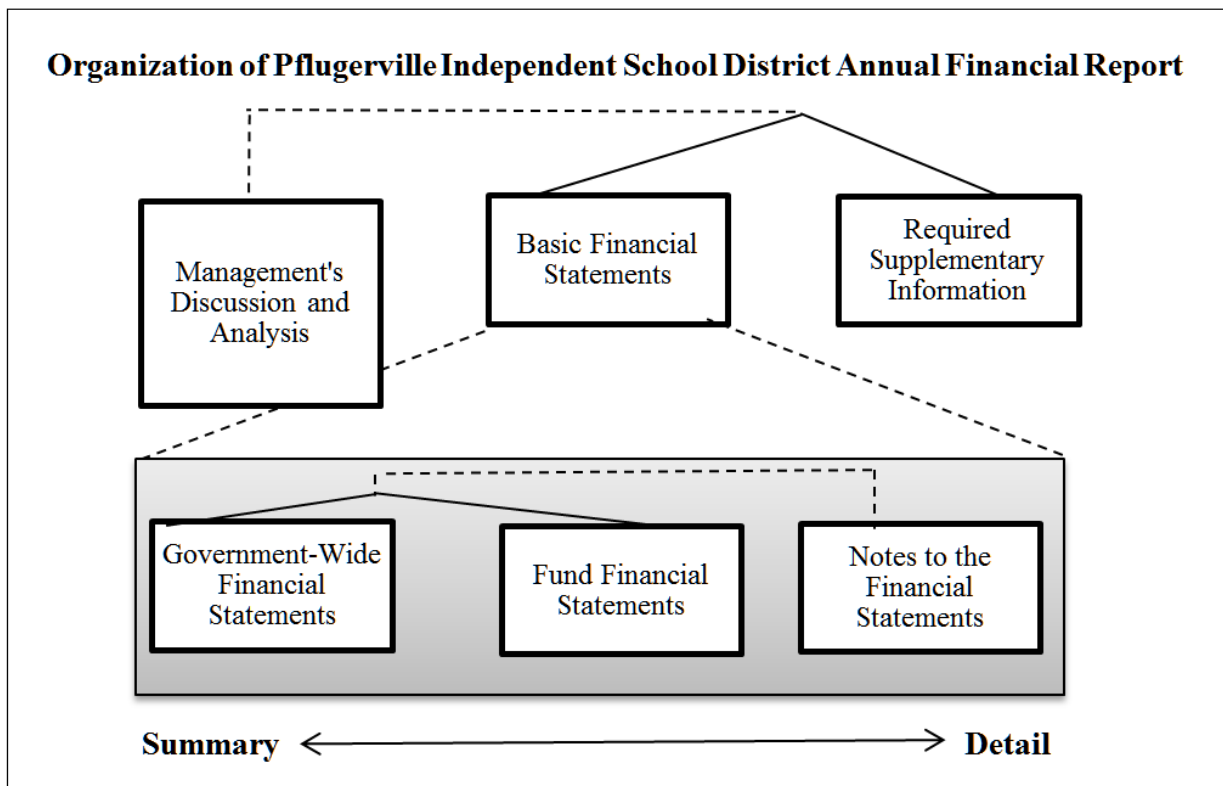 Organization of Pflugerville Independent School District Annual Financial Report
Management's
Discussion and
Analysis
Basic Financial
Statements
Required
Supplementary
Information
Government-Wide
Financial
Statements
Fund Financial
Statements
Notes to the
Financial
Statements
Summary
Detail